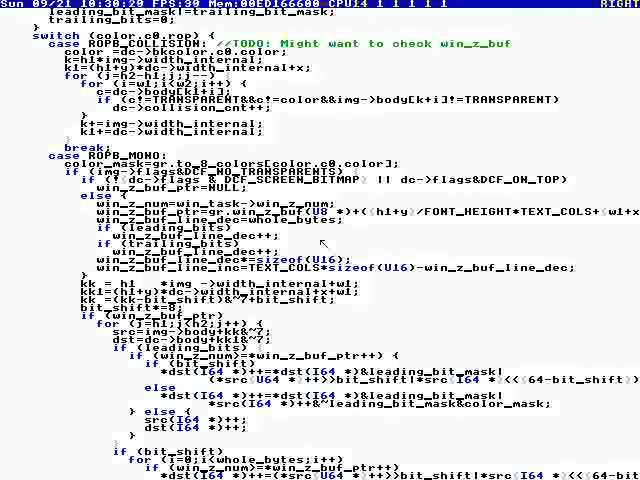 Sun 09/21 10:30:29 FPS:39 Mem:00ED166600 CPU14 1 1 1 1 1 RIGHT
leading_bit_mask|=trailing_bit_mask;
trailing_bits=0;
}
switch (color.c0.rop) {
case ROPB_COLLISION: //TODO: Might want to check win_z_buf
color =dc->bkcolor.c0.color;
k=h1*img->width_internal;
k1=(h1+y)*dc->width_internal+x;
for (j=h2-h1;j;j--) {
for (i=w1;i<w2;i++) {
c=dc->body[k1+i];
if (c!=TRANSPARENT&&c!=color&&img->body[k+i]!=TRANSPARENT)
dc->collision_cnt++;
}
k+=img->width_internal;
k1+=dc->width_internal;
}
break;
case ROPB_MONO:
color_mask=gr.to_8_colors[color.c0.color];
if (img->flags&DCF_NO_TRANSPARENTS) {
if (!(dc->flags & DCF_SCREEN_BITMAP) || dc->flags&DCF_ON_TOP)
win_z_buf_ptr=NULL;
else {
win_z_num=win_task->win_z_num;
win_z_buf_ptr=gr.win_z_buf(U8 *)+((h1+y)/FONT_HEIGHT*TEXT_COLS+(w1+x
win_z_buf_line_dec=whole_bytes;
if (leading_bits)
win_z_buf_line_dec++;
if (trailing_bits)
win_z_buf_line_dec++;
win_z_buf_line_dec*=sizeof(U16);
win_z_buf_line_inc=TEXT_COLS*sizeof(U16)-win_z_buf_line_dec;
}
kk = h1 *img ->width_internal+w1;
kk1=(h1+y)*dc->width_internal+x+w1;
kk =(kk-bit_shift)&~7+bit_shift;
bit_shift*=8;
if (win_z_buf_ptr)
for (j=h1;j<h2;j++) {
src=img->body+kk&~7;
dst=dc->body+kk1&~7;
if (leading_bits) {
if (win_z_num>=*win_z_buf_ptr++) {
if (bit_shift)
*dst(I64 *)++=*dst(I64 *)&leading_bit_mask|
(*src(U64 *)++>>bit_shift|*src(I64 *)<<(64-bit_shift))
else
*dst(I64 *)++=*dst(I64 *)&leading_bit_mask|
*src(I64 *)++&~leading_bit_mask&color_mask;
} else {
src(I64 *)++;
dst(I64 *)++;
}
}
if (bit_shift)
for (i=0;i<whole_bytes;i++)
if (win_z_num>=*win_z_buf_ptr++)
*dst(I64 *)++=(*src(U64 *)++>>bit_shift|*src(I64 *)<<(64-bit